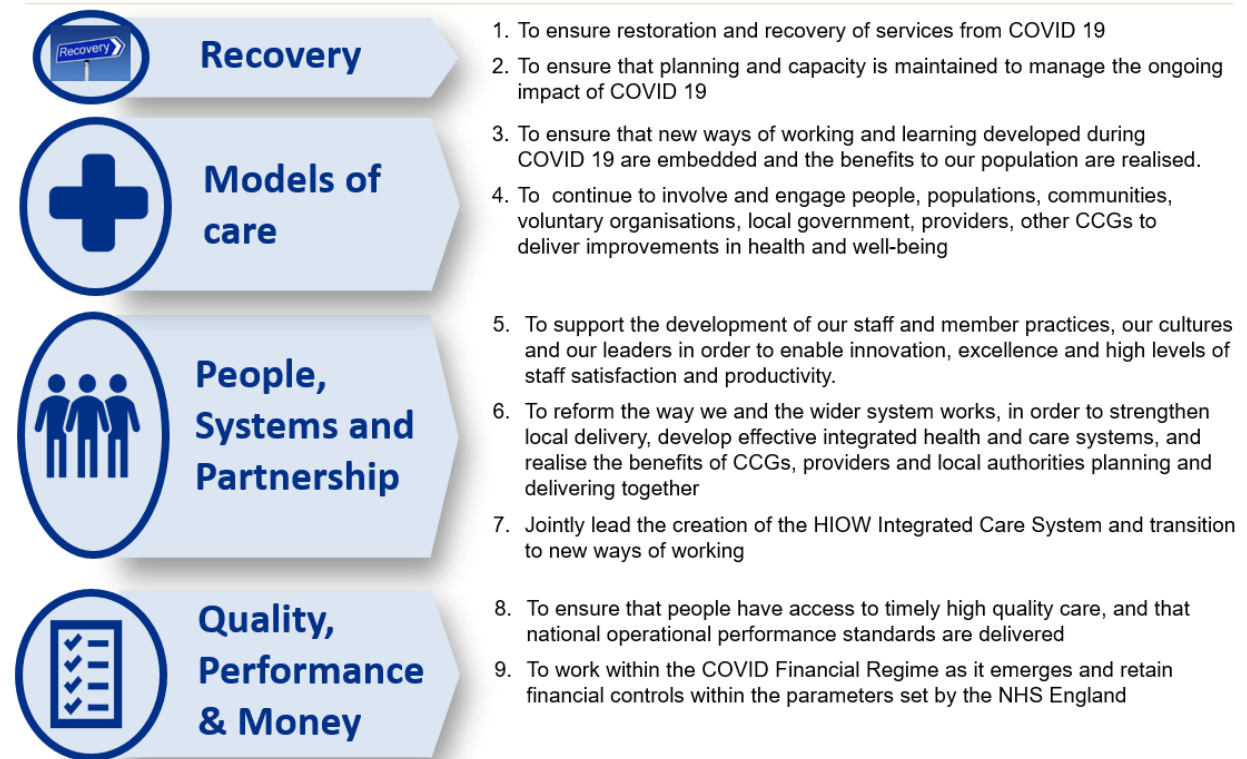 Recovery
Recovery
1. To ensure restoration and recovery of services from COVID 19
2. To ensure that planning and capacity is maintained to manage the ongoing
impact of COVID 19
Models of
care
3. To ensure that new ways of working and learning developed during
COVID 19 are embedded and the benefits to our population are realised.
4. To continue to involve and engage people, populations, communities,
voluntary organisations, local government, providers, other CCGs to
deliver improvements in health and well-being
People,
Systems and
Partnership
5. To support the development of our staff and member practices, our cultures
and our leaders in order to enable innovation, excellence and high levels of
staff satisfaction and productivity.
6. To reform the way we and the wider system works, in order to strengthen
local delivery, develop effective integrated health and care systems, and
realise the benefits of CCGs, providers and local authorities planning and
delivering together
7. Jointly lead the creation of the HIOW Integrated Care System and transition
to new ways of working
Quality,
Performance
& Money
8. To ensure that people have access to timely high quality care, and that
national operational performance standards are delivered
9. To work within the COVID Financial Regime as it emerges and retain
financial controls within the parameters set by the NHS England